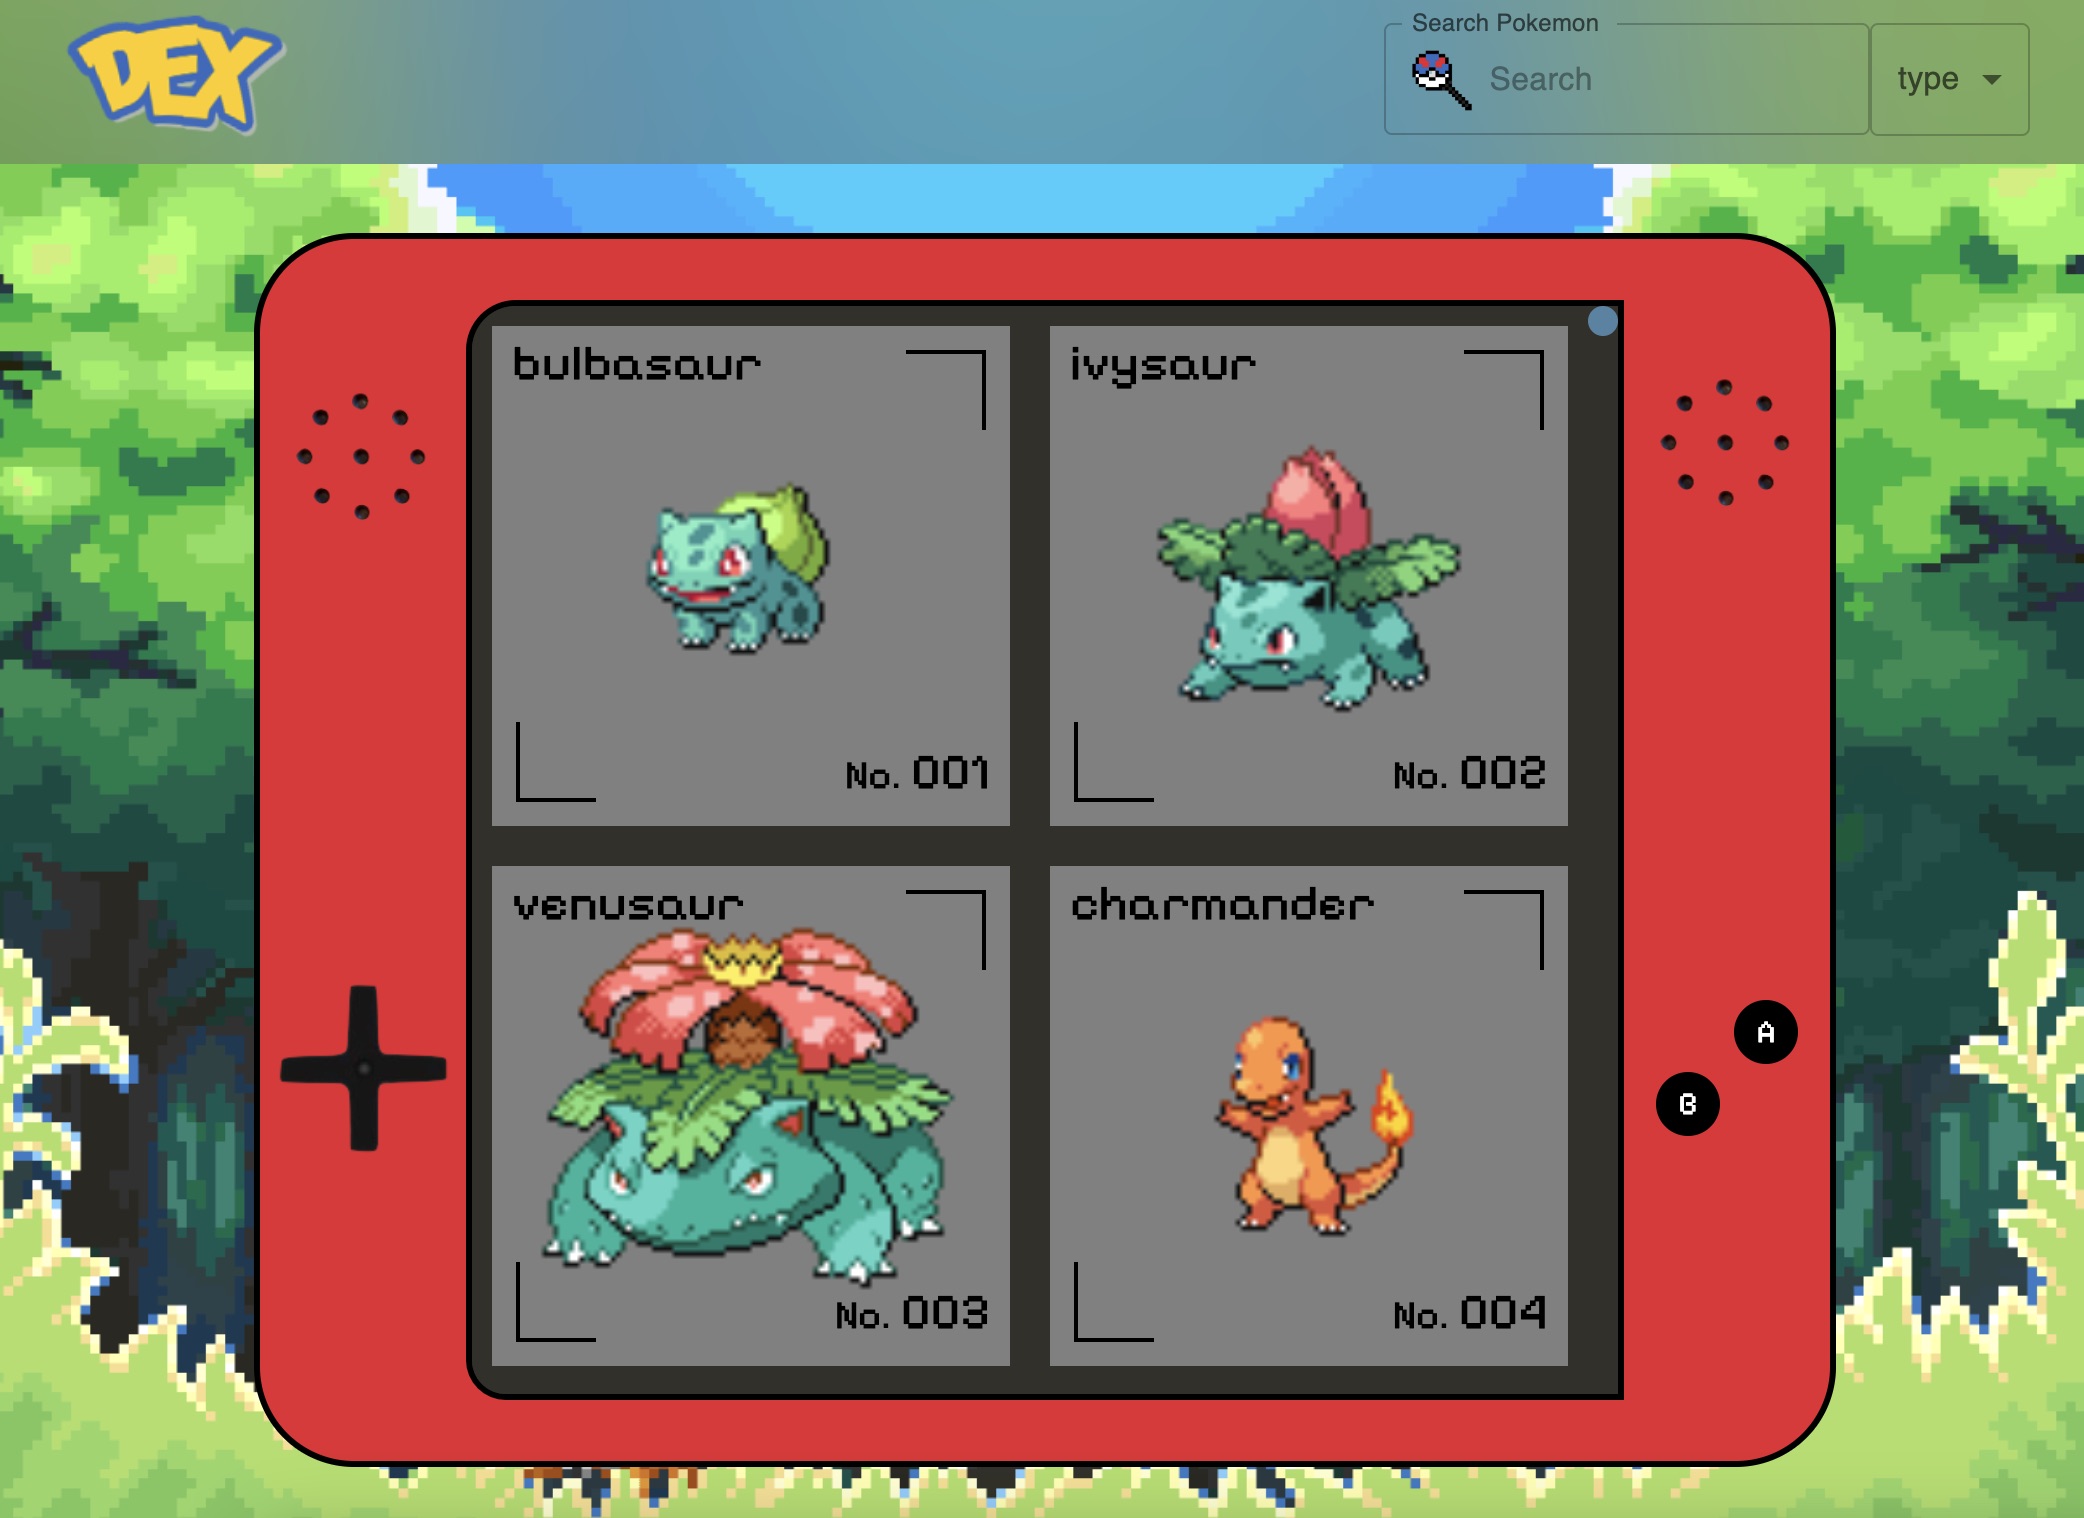 DEX
Search Pokemon
Search
type
bulbasaur
ivysaur
No. 001
No. 002
venusaur
charmander
No. 003
No. 004
A
B